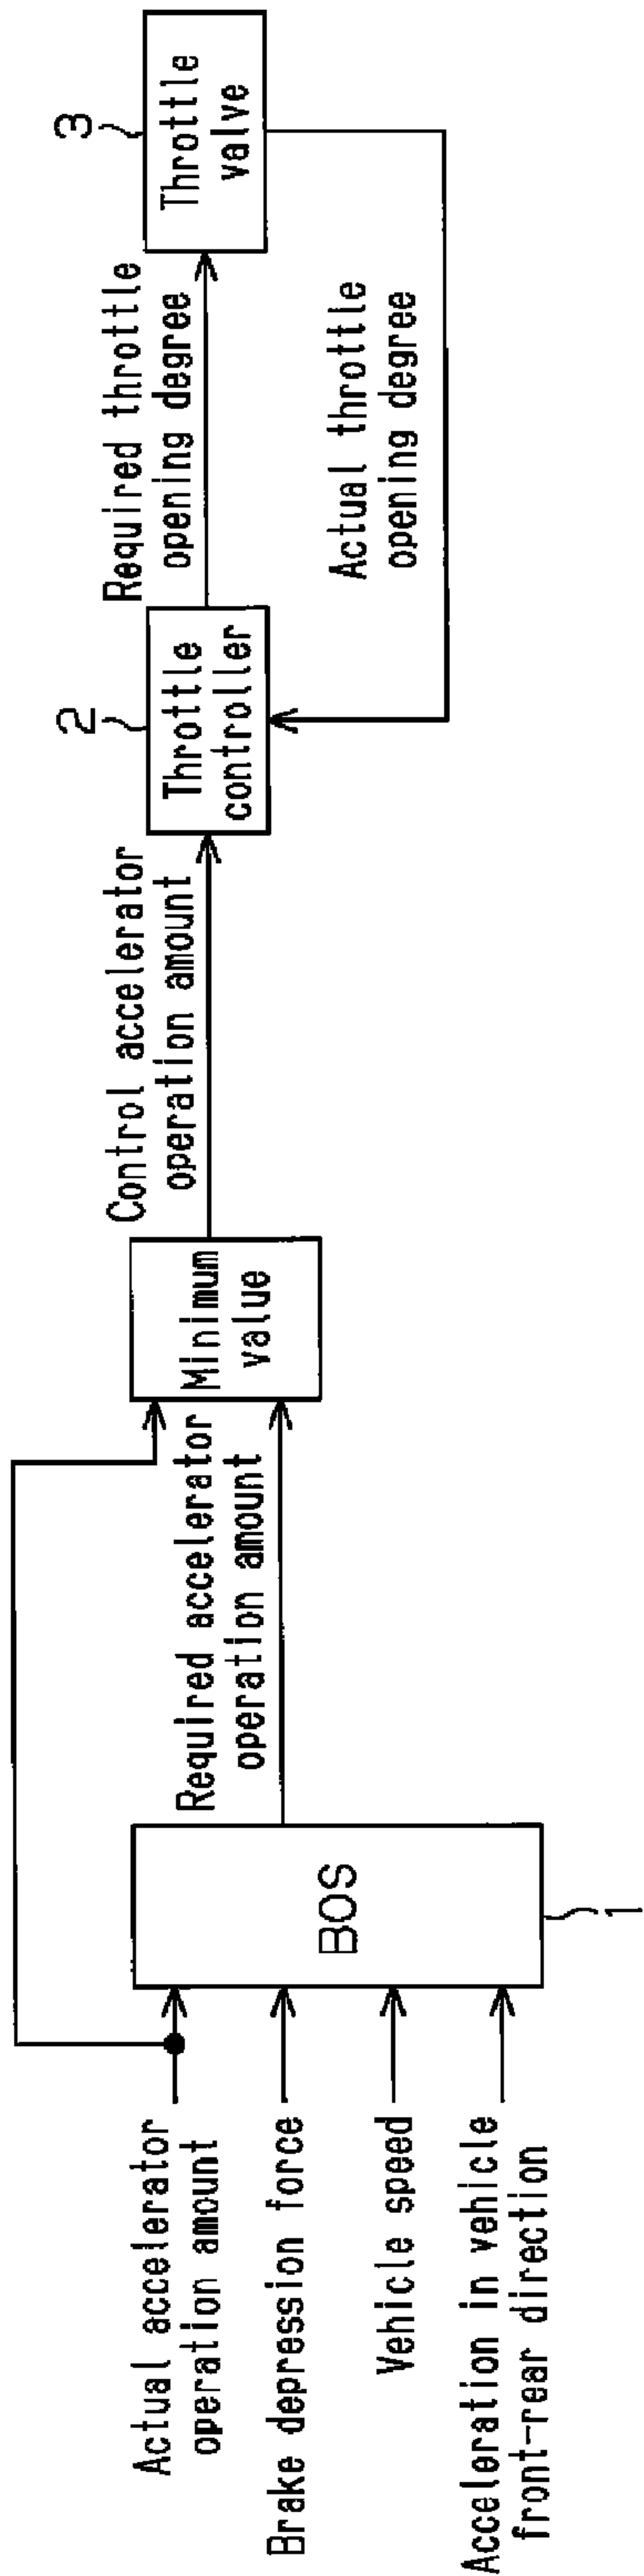 Actual accelerator
operation amount
Brake depression force
Vehicle speed
Acceleration in vehicle
front-rear direction
BOS
1
Required accelerator
operation amount
Minimum
value
Control accelerator
operation amount
2
Throttle
controller
Required throttle
opening degree
Actual throttle
opening degree
3
Throttle
valve